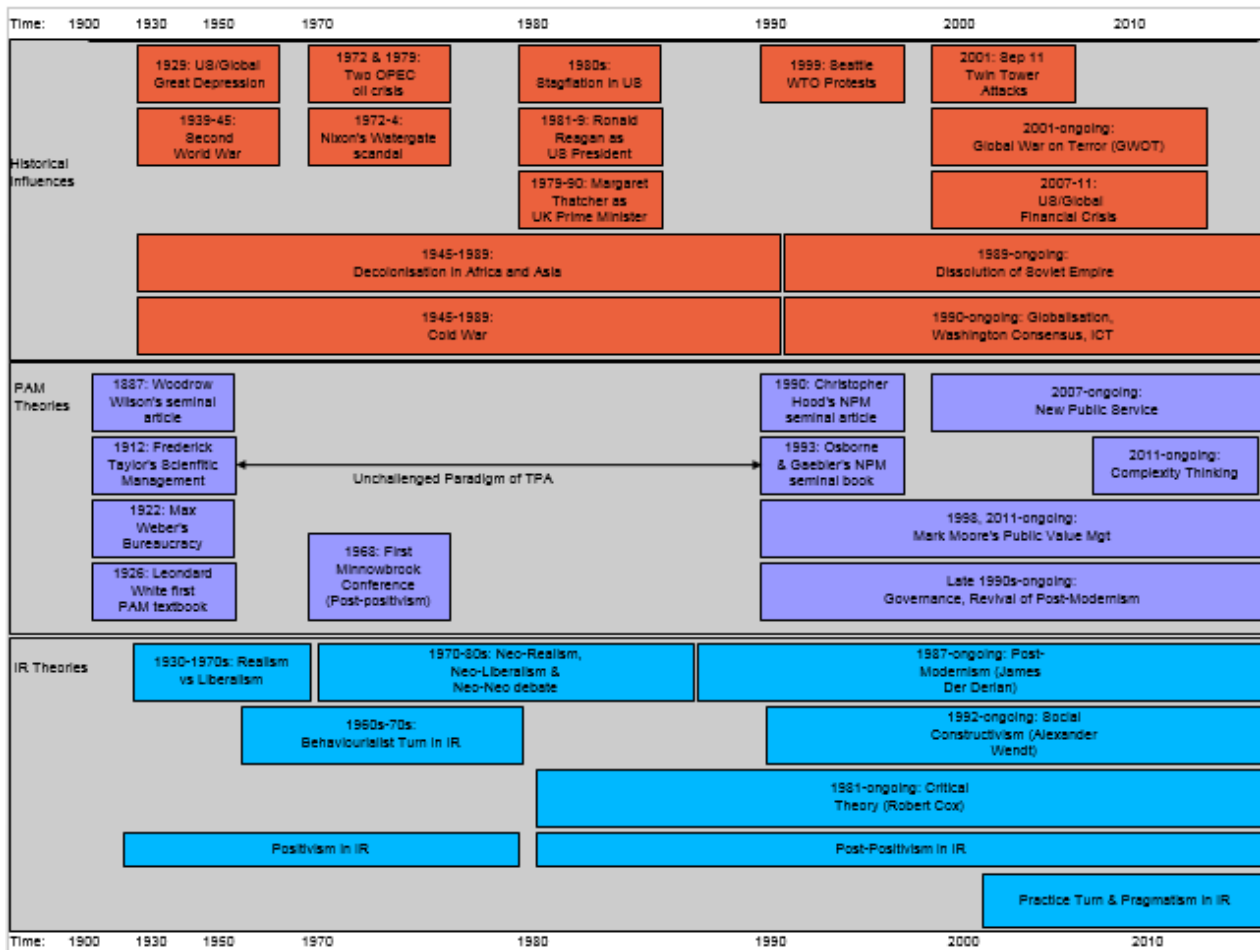 Time: 1900 1930 1950 1970 1980 1990 2000 2010
Historical
Influences
1929: US/Global
Great Depression
1972 & 1979:
Two OPEC
oil crisis
1980s:
Stagflation in US
1999: Seattle
WTO Protests
2001: Sep 11
Twin Tower
Attacks
1939-45:
Second
World War
1972-4:
Nixon's Watergate
scandal
1981-9: Ronald
Reagan as
US President
2001-ongoing:
Global War on Terror (GWOT)
1979-90: Margaret
Thatcher as
UK Prime Minister
2007-11:
US/Global
Financial Crisis
1945-1989:
Decolonisation in Africa and Asia
1989-ongoing:
Dissolution of Soviet Empire
1945-1989:
Cold War
1990-ongoing: Globalisation,
Washington Consensus, ICT
PAM
Theories
1887: Woodrow
Wilson's seminal
article
1990: Christopher
Hood's NPM
seminal article
2007-ongoing:
New Public Service
1912: Frederick
Taylor's Scienfitic
Management
Unchallenged Paradigm of TPA
1993: Osborne
& Gaebler's NPM
seminal book
2011-ongoing:
Complexity Thinking
1922: Max
Weber's
Bureaucracy
1968: First
Minnowbrook
Conference
(Post-positivism)
1998, 2011-ongoing:
Mark Moore's Public Value Mgt
1926: Leondard
White first
PAM textbook
Late 1990s-ongoing:
Governance, Revival of Post-Modernism
IR Theories
1930-1970s: Realism
vs Liberalism
1970-80s: Neo-Realism,
Neo-Liberalism &
Neo-Neo debate
1987-ongoing: Post-
Modernism (James
Der Derian)
1960s-70s:
Behaviourialist Turn in IR
1992-ongoing: Social
Constructivism (Alexander
Wendt)
1981-ongoing: Critical
Theory (Robert Cox)
Positivism in IR
Post-Positivism in IR
Practice Turn & Pragmatism in IR
Time: 1900 1930 1950 1970 1980 1990 2000 2010